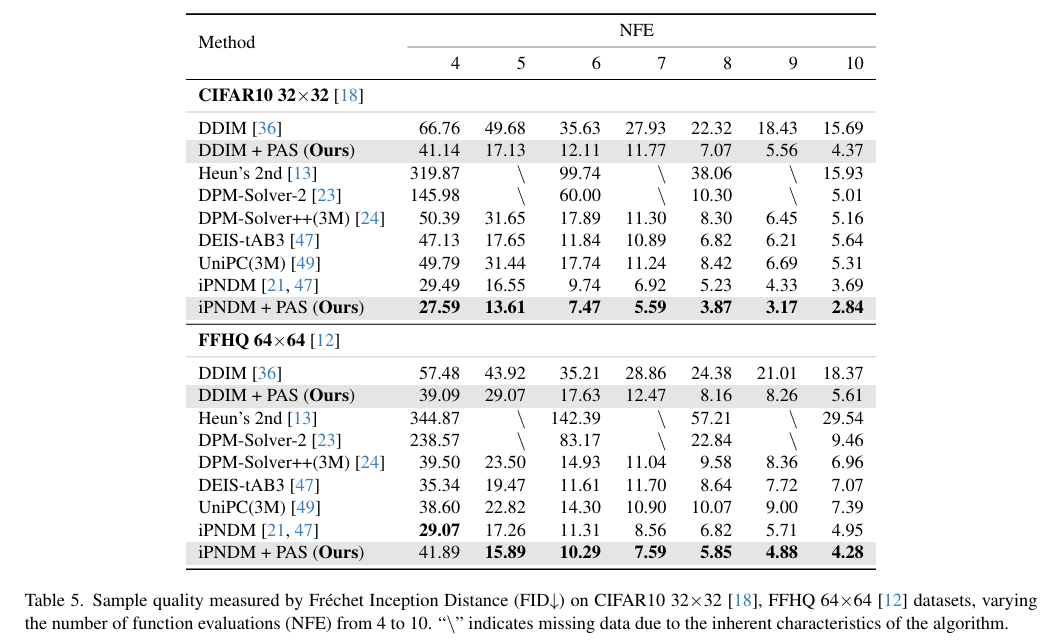 Method NFE
4 5 6 7 8 9 10
CIFAR10 32×32 [18]
DDIM [36] 66.76 49.68 35.63 27.93 22.32 18.43 15.69
DDIM + PAS (Ours) 41.14 17.13 12.11 11.77 7.07 5.56 4.37
Heun's 2nd [13] 319.87 \ 99.74 \ 38.06 \ 15.93
DPM-Solver-2 [23] 145.98 \ 60.00 \ 10.30 \ 5.01
DPM-Solver++(3M) [24] 50.39 31.65 17.89 11.30 8.30 6.45 5.16
DEIS-tAB3 [47] 47.13 17.65 11.84 10.89 6.82 6.21 5.64
UniPC(3M) [49] 49.79 31.44 17.74 11.24 8.42 6.69 5.31
iPNDM [21, 47] 29.49 16.55 9.74 6.92 5.23 4.33 3.69
iPNDM + PAS (Ours) 27.59 13.61 7.47 5.59 3.87 3.17 2.84
FFHQ 64×64 [12]
DDIM [36] 57.48 43.92 35.21 28.86 24.38 21.01 18.37
DDIM + PAS (Ours) 39.09 29.07 17.63 12.47 8.16 8.26 5.61
Heun's 2nd [13] 344.87 \ 142.39 \ 57.21 \ 29.54
DPM-Solver-2 [23] 238.57 \ 83.17 \ 22.84 \ 9.46
DPM-Solver++(3M) [24] 39.50 23.50 14.93 11.04 9.58 8.36 6.96
DEIS-tAB3 [47] 35.34 19.47 11.61 11.70 8.64 7.72 7.07
UniPC(3M) [49] 38.60 22.82 14.30 10.90 10.07 9.00 7.39
iPNDM [21, 47] 29.07 17.26 11.31 8.56 6.82 5.71 4.95
iPNDM + PAS (Ours) 41.89 15.89 10.29 7.59 5.85 4.88 4.28
Table 5. Sample quality measured by Fréchet Inception Distance (FID↓) on CIFAR10 32×32 [18], FFHQ 64×64 [12] datasets, varying
the number of function evaluations (NFE) from 4 to 10. “\” indicates missing data due to the inherent characteristics of the algorithm.